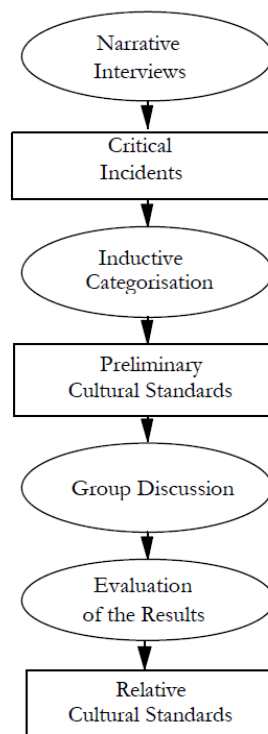 Narrative
Interviews
Critical
Incidents
Inductive
Categorisation
Preliminary
Cultural Standards
Group Discussion
Evaluation
of the Results
Relative
Cultural Standards